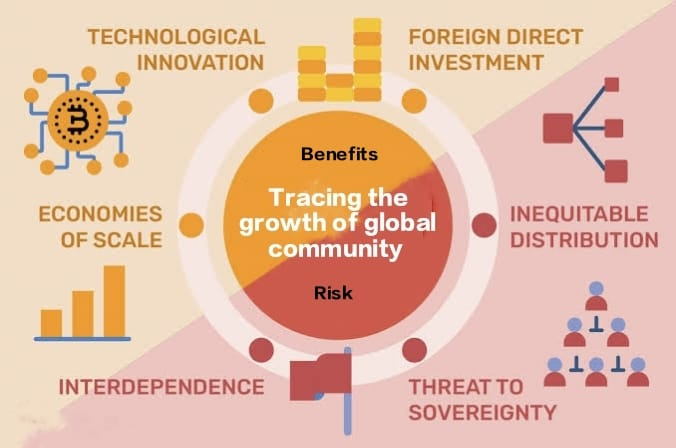 TECHNOLOGICAL
INNOVATION
FOREIGN DIRECT
INVESTMENT
Benefits
Tracing the
growth of global
community
Risk
ECONOMIES
OF SCALE
INEQUITABLE
DISTRIBUTION
INTERDEPENDENCE
THREAT TO
SOVEREIGNTY